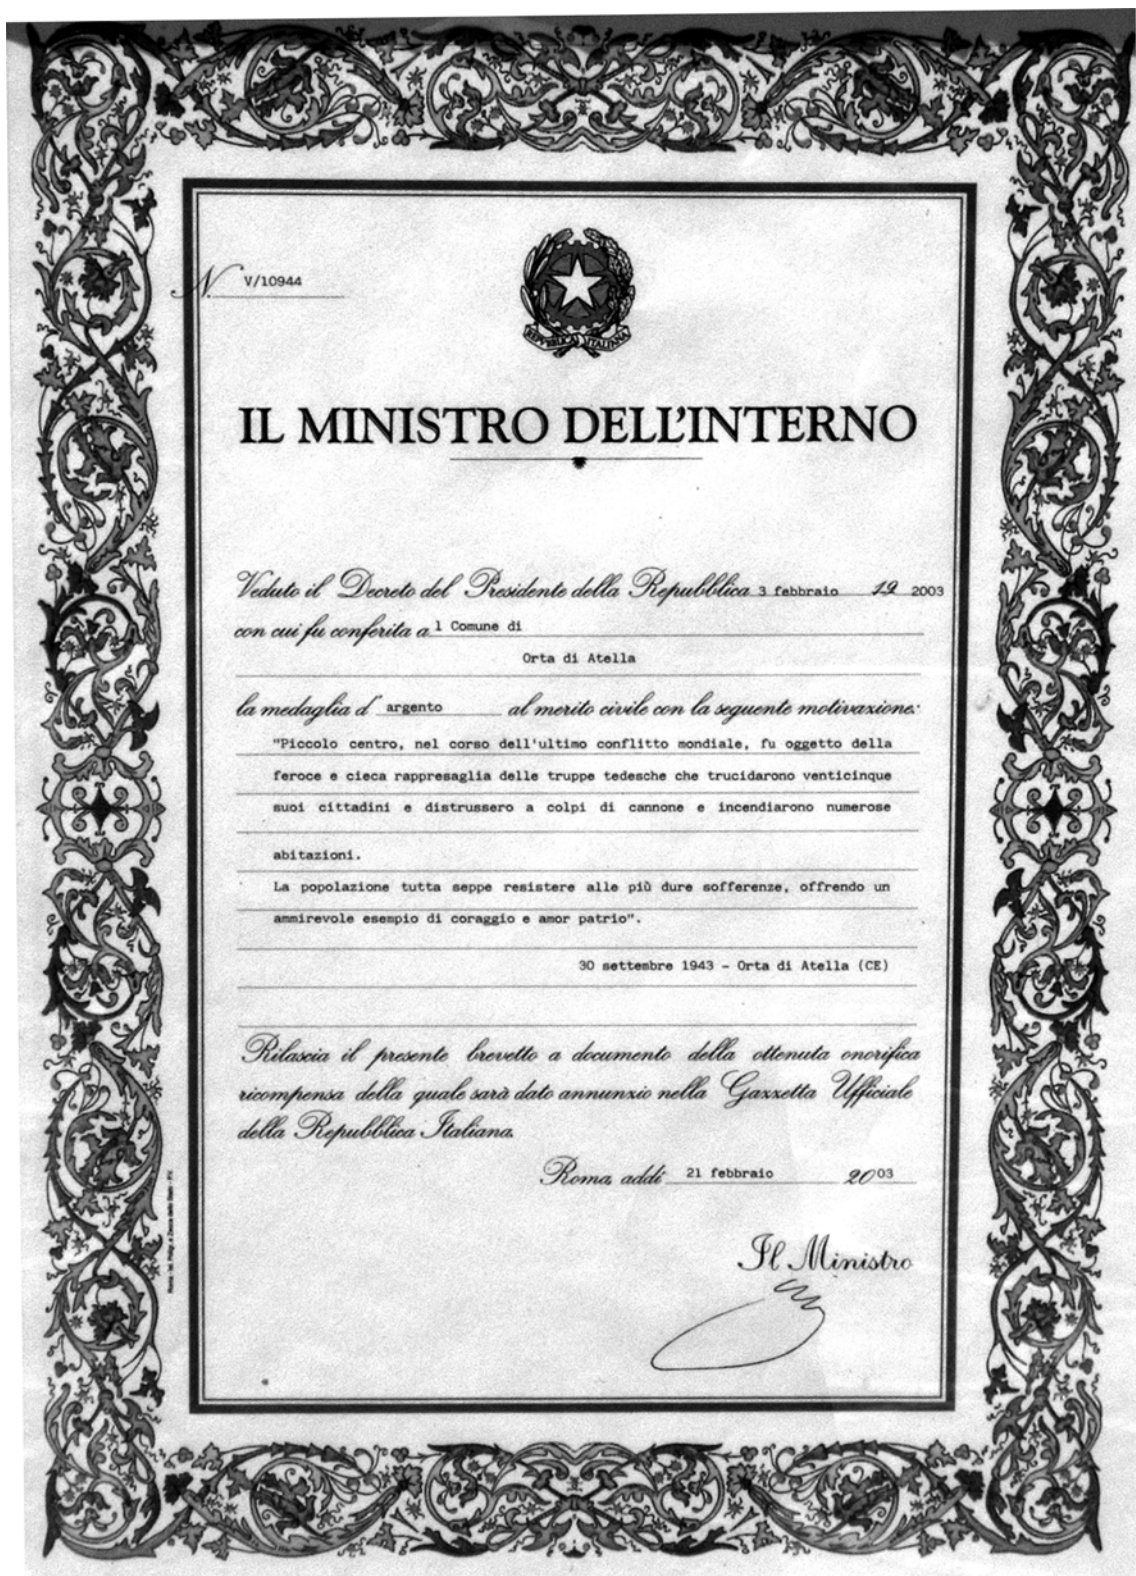 N. V/10944
REPVBBLICA ITALIANA
IL MINISTRO DELL'INTERNO
Veduto il Decreto del Presidente della Repubblica 3 febbraio 19 2003
con cui fu conferita a l Comune di
Orta di Atella
la medaglia d' argento al merito civile con la seguente motivazione:
"Piccolo centro, nel corso dell'ultimo conflitto mondiale, fu oggetto della
feroce e cieca rappresaglia delle truppe tedesche che trucidarono venticinque
suoi cittadini e distrussero a colpi di cannone e incendiarono numerose
abitazioni.
La popolazione tutta seppe resistere alle più dure sofferenze, offrendo un
ammirevole esempio di coraggio e amor patrio".
30 settembre 1943 - Orta di Atella (CE)
Rilascia il presente brevetto a documento della ottenuta onorifica
ricompensa della quale sarà dato annunzio nella Gazzetta Ufficiale
della Repubblica Italiana.
Roma, addì 21 febbraio 2003
Il Ministro